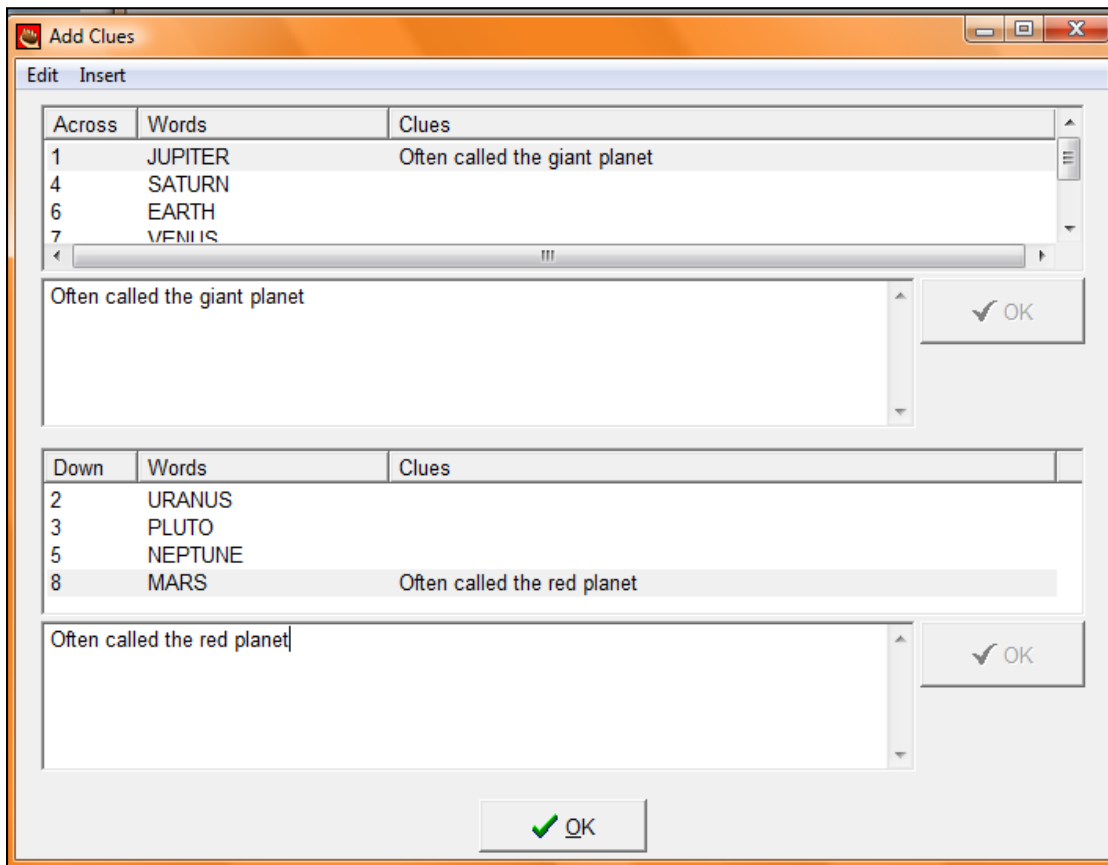 Add Clues
Edit Insert
Across Words Clues
1 JUPITER Often called the giant planet
4 SATURN
6 EARTH
7 VENUS
Often called the giant planet
OK
Down Words Clues
2 URANUS
3 PLUTO
5 NEPTUNE
8 MARS Often called the red planet
Often called the red planet
OK
OK